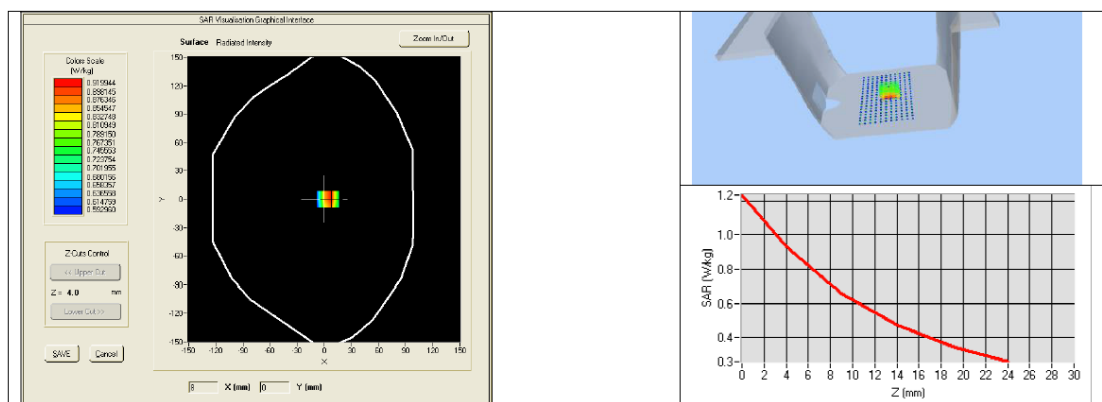 SAR Visualisation Graphical Interface
Surface Radiated Intensity
Zoom In/Out
Colors Scale
(W/kg)
0.919944
0.898145
0.876346
0.854547
0.832748
0.810949
0.789150
0.767351
0.745553
0.723754
0.701955
0.680156
0.658357
0.636558
0.614759
0.592960
Z-Cuts Control
<< Upper Cut
Z = 4.0 mm
Lower Cut >>
SAVE Cancel
150
120
90
60
30
Y 0
-30
-60
-90
-120
-150
-150 -120 -90 -60 -30 0 30 60 90 120 150
X
8 X (mm) 0 Y (mm)
SAR (W/kg)
1.2
1.0
0.8
0.6
0.4
0.3
0 2 4 6 8 10 12 14 16 18 20 22 24 26 28 30
Z (mm)